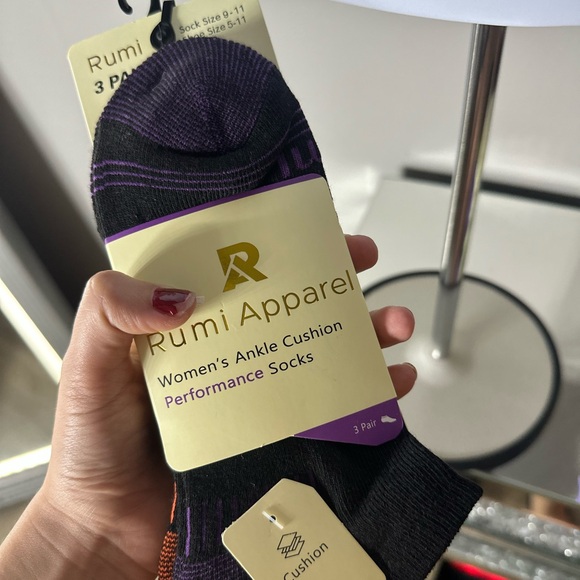 Rumi
Sock Size 9-11
Shoe Size 5-11
3 PA
RA
Rumi Apparel
Women's Ankle Cushion
Performance Socks
3 Pair
Cushion